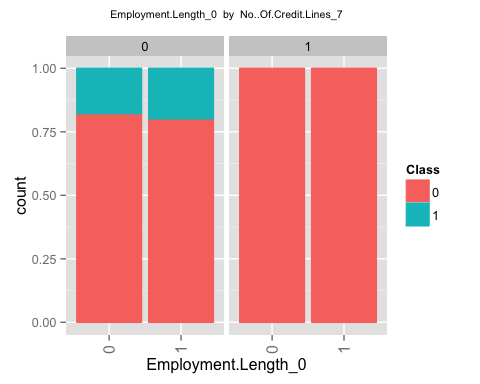 Employment.Length_0 by No..Of.Credit.Lines_7
0 1
1.00
0.75
0.50
0.25
0.00
count
0 1 0 1
Employment.Length_0
Class
0
1